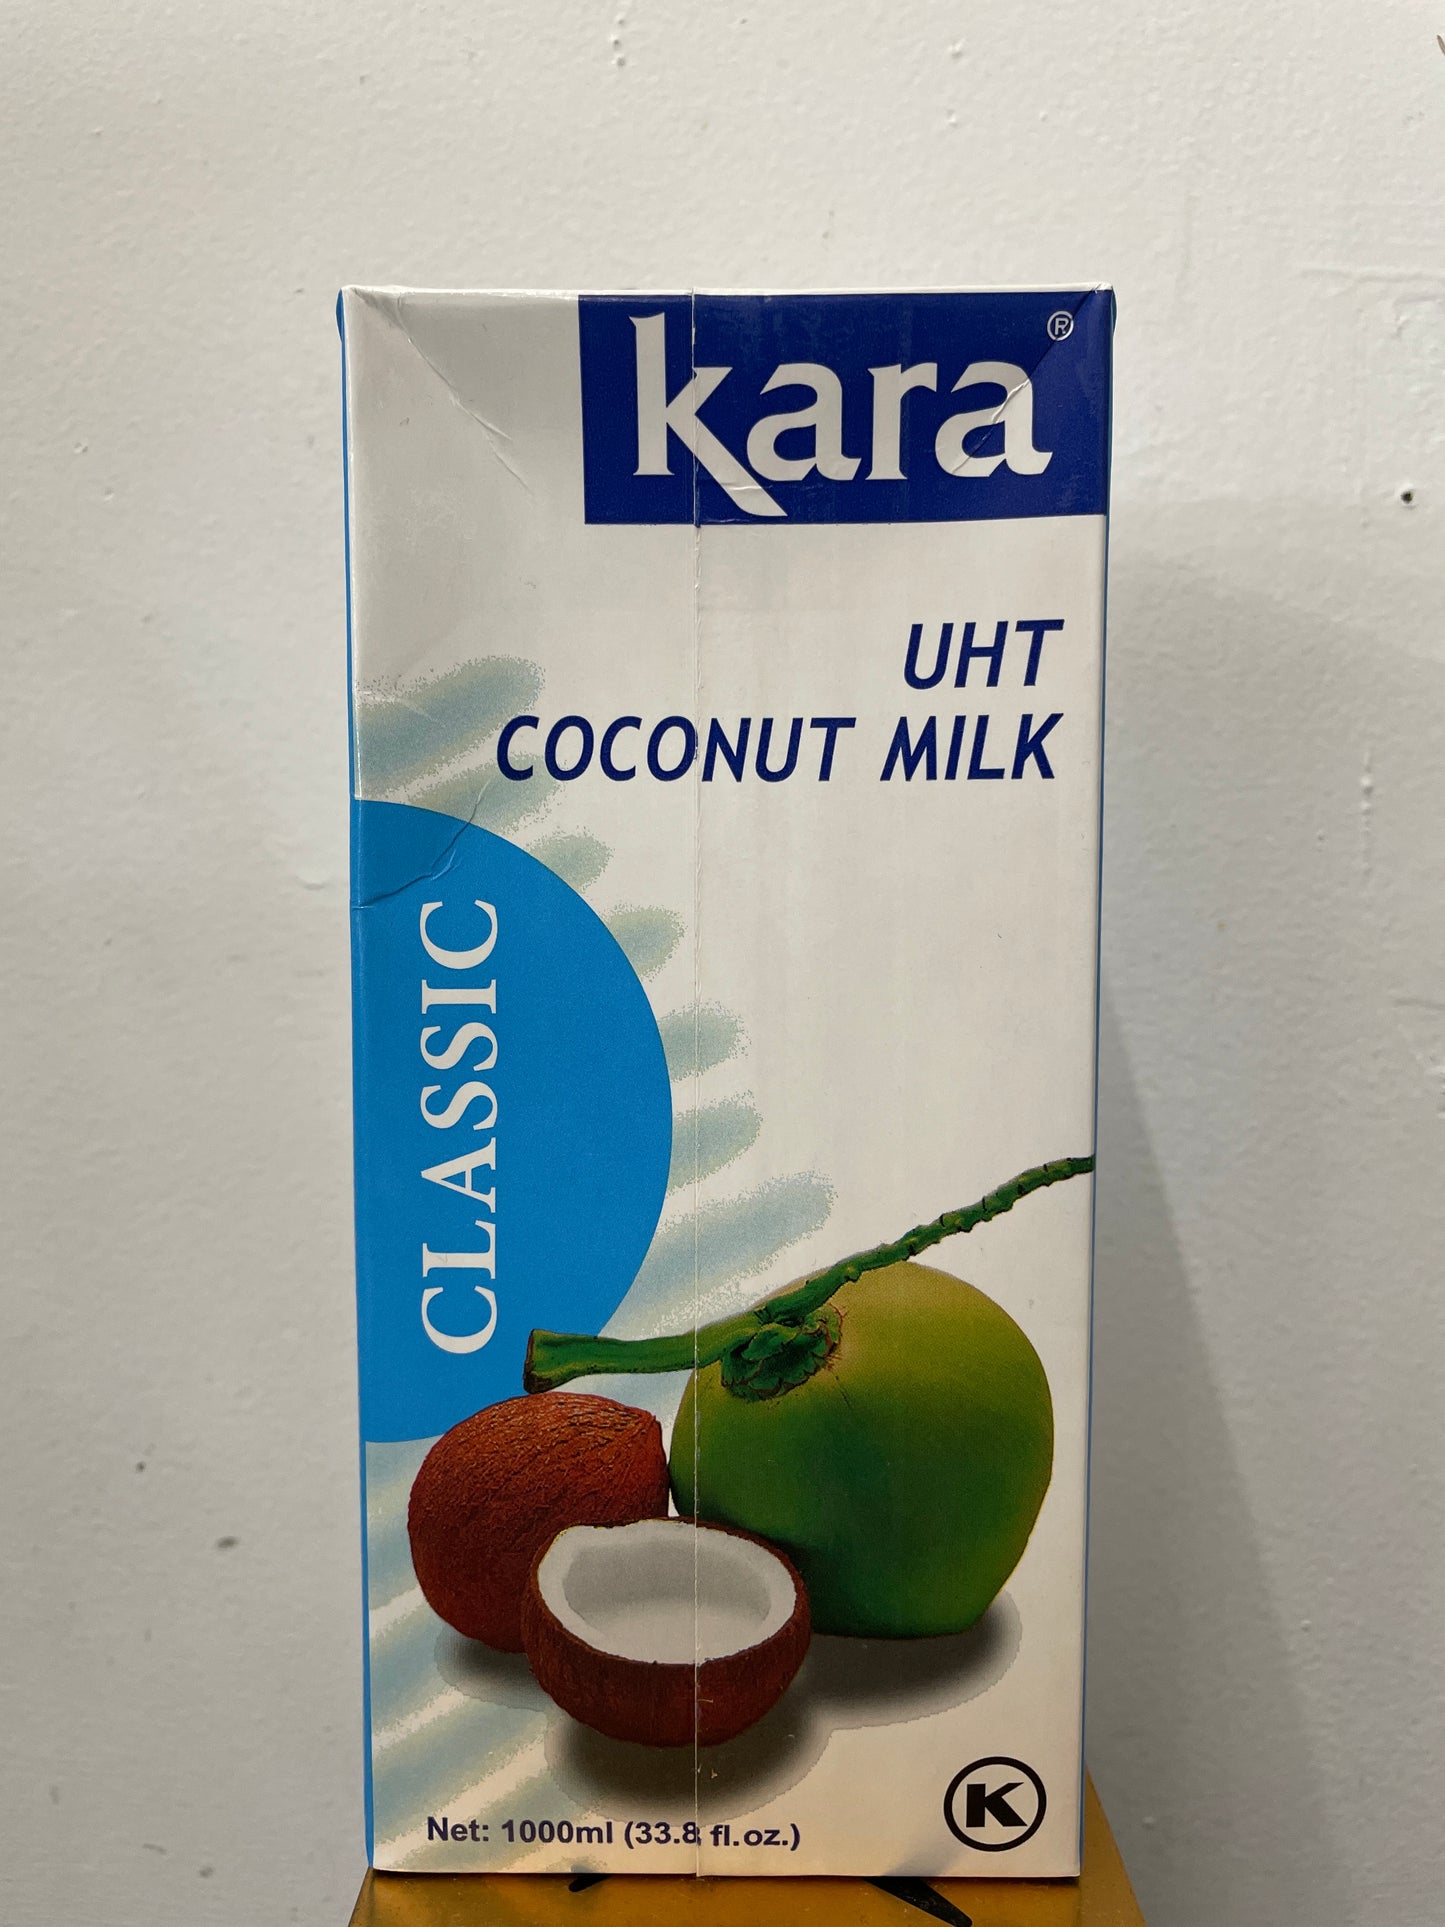 kara®
UHT
COCONUT MILK
CLASSIC
Net: 1000ml (33.8 fl.oz.)
K